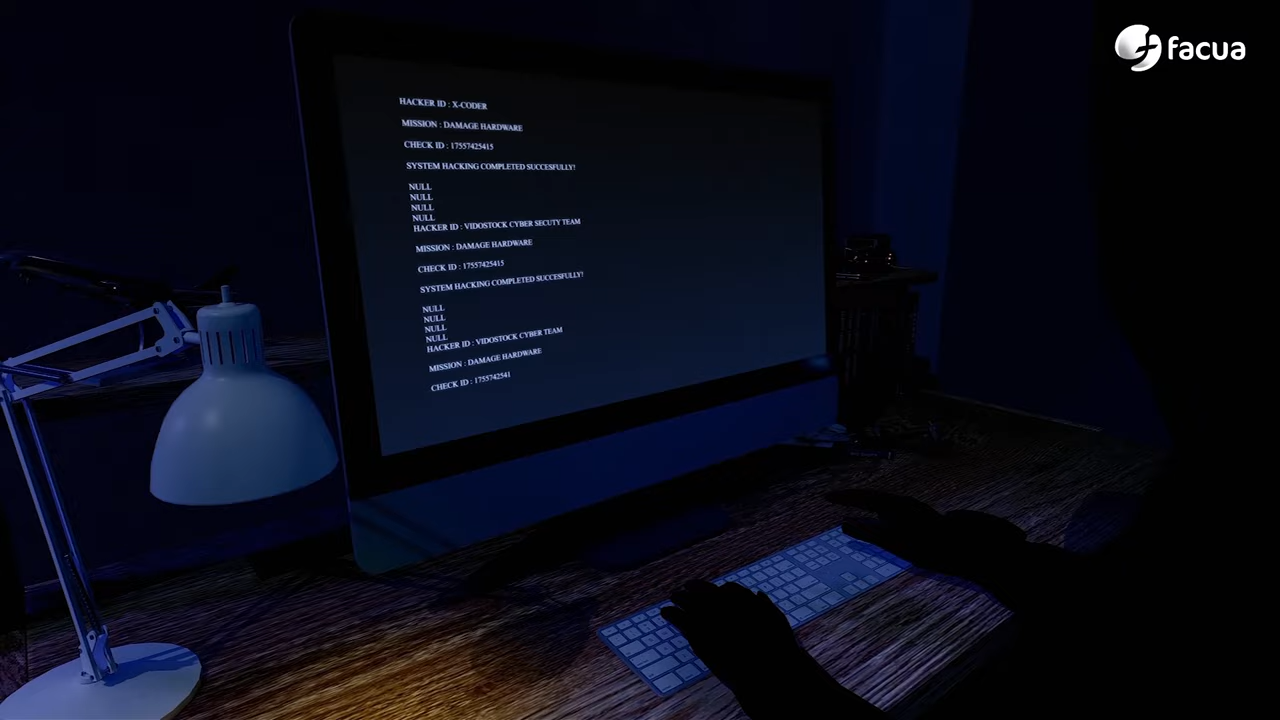 facua
HACKER ID : X-CODER
MISSION : DAMAGE HARDWARE
CHECK ID : 17557425415
SYSTEM HACKING COMPLETED SUCCESFULLY!
NULL
NULL
NULL
NULL
HACKER ID : VIDOSTOCK CYBER SECUTY TEAM
MISSION : DAMAGE HARDWARE
CHECK ID : 17557425415
SYSTEM HACKING COMPLETED SUCCESFULLY!
NULL
NULL
NULL
NULL
HACKER ID : VIDOSTOCK CYBER TEAM
MISSION : DAMAGE HARDWARE
CHECK ID : 1755742541